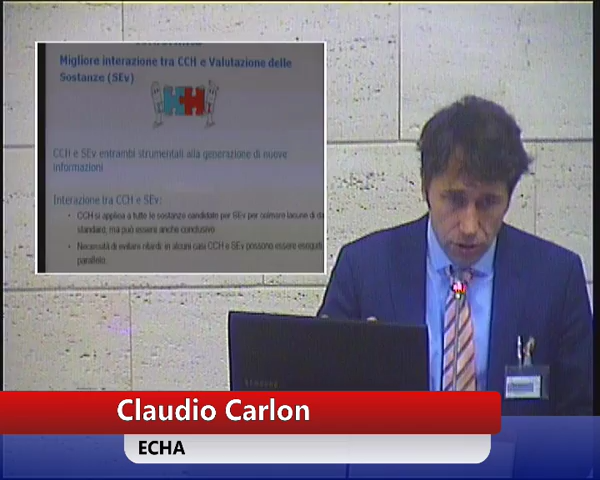 Migliore interazione tra CCH e Valutazione delle
Sostanze (SEv)
CCH e SEv entrambi strumentali alla generazione di nuove
informazioni
Interazione tra CCH e SEv:
• CCH si applica a tutte le sostanze candidate per SEv per colmare lacune di da
standard, ma può essere anche conclusivo
• Necessità di evitare ritardi: in alcuni casi CCH e SEv possono essere eseguiti
parallelo.
Claudio Carlon
ECHA